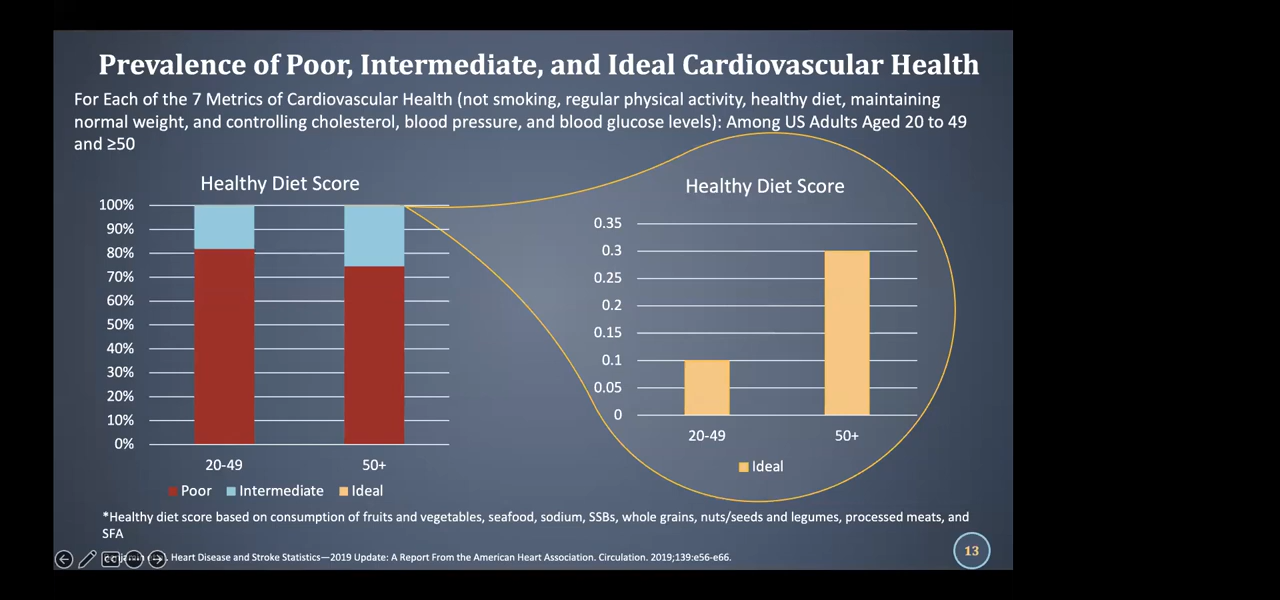 Prevalence of Poor, Intermediate, and Ideal Cardiovascular Health
For Each of the 7 Metrics of Cardiovascular Health (not smoking, regular physical activity, healthy diet, maintaining
normal weight, and controlling cholesterol, blood pressure, and blood glucose levels): Among US Adults Aged 20 to 49
and ≥50
Healthy Diet Score
100%
90%
80%
70%
60%
50%
40%
30%
20%
10%
0%
20-49 50+
Poor Intermediate Ideal
Healthy Diet Score
0.35
0.3
0.25
0.2
0.15
0.1
0.05
0
20-49 50+
Ideal
*Healthy diet score based on consumption of fruits and vegetables, seafood, sodium, SSBs, whole grains, nuts/seeds and legumes, processed meats, and
SFA
Heart Disease and Stroke Statistics—2019 Update: A Report From the American Heart Association. Circulation. 2019;139:e56-e66.
13